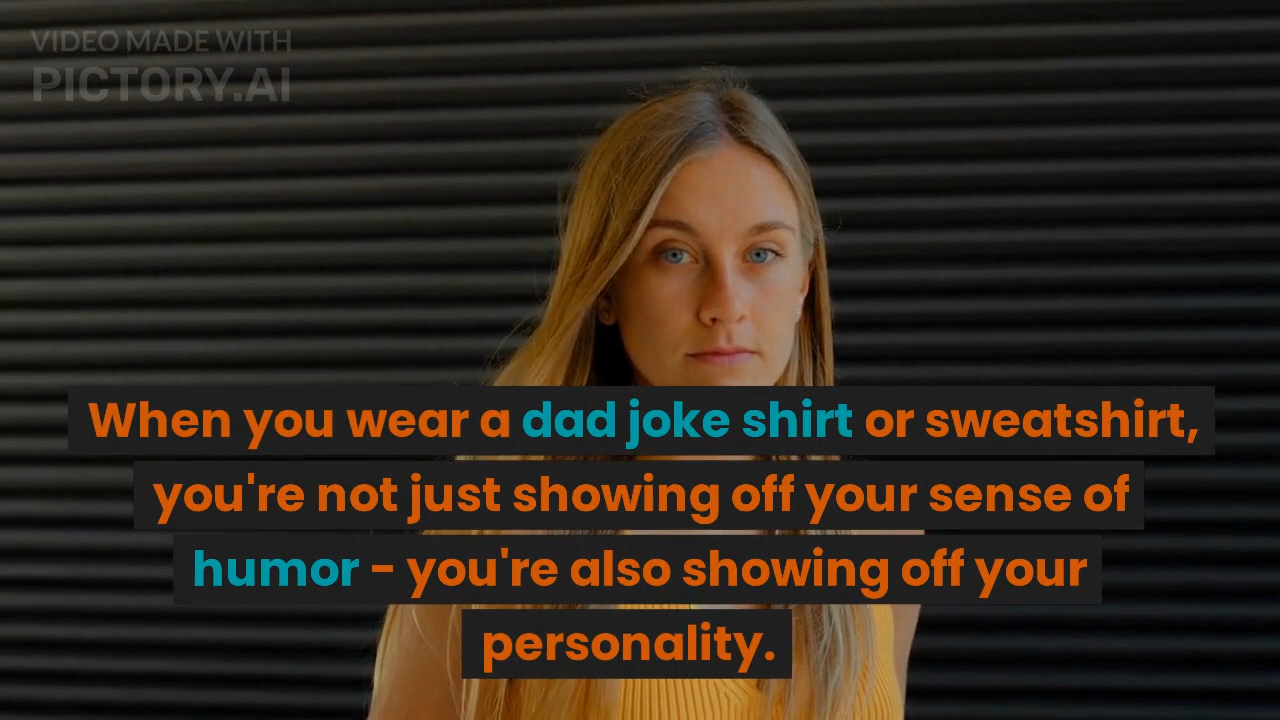 VIDEO MADE WITH
PICTORY.AI
When you wear a dad joke shirt or sweatshirt,
you're not just showing off your sense of
humor - you're also showing off your
personality.